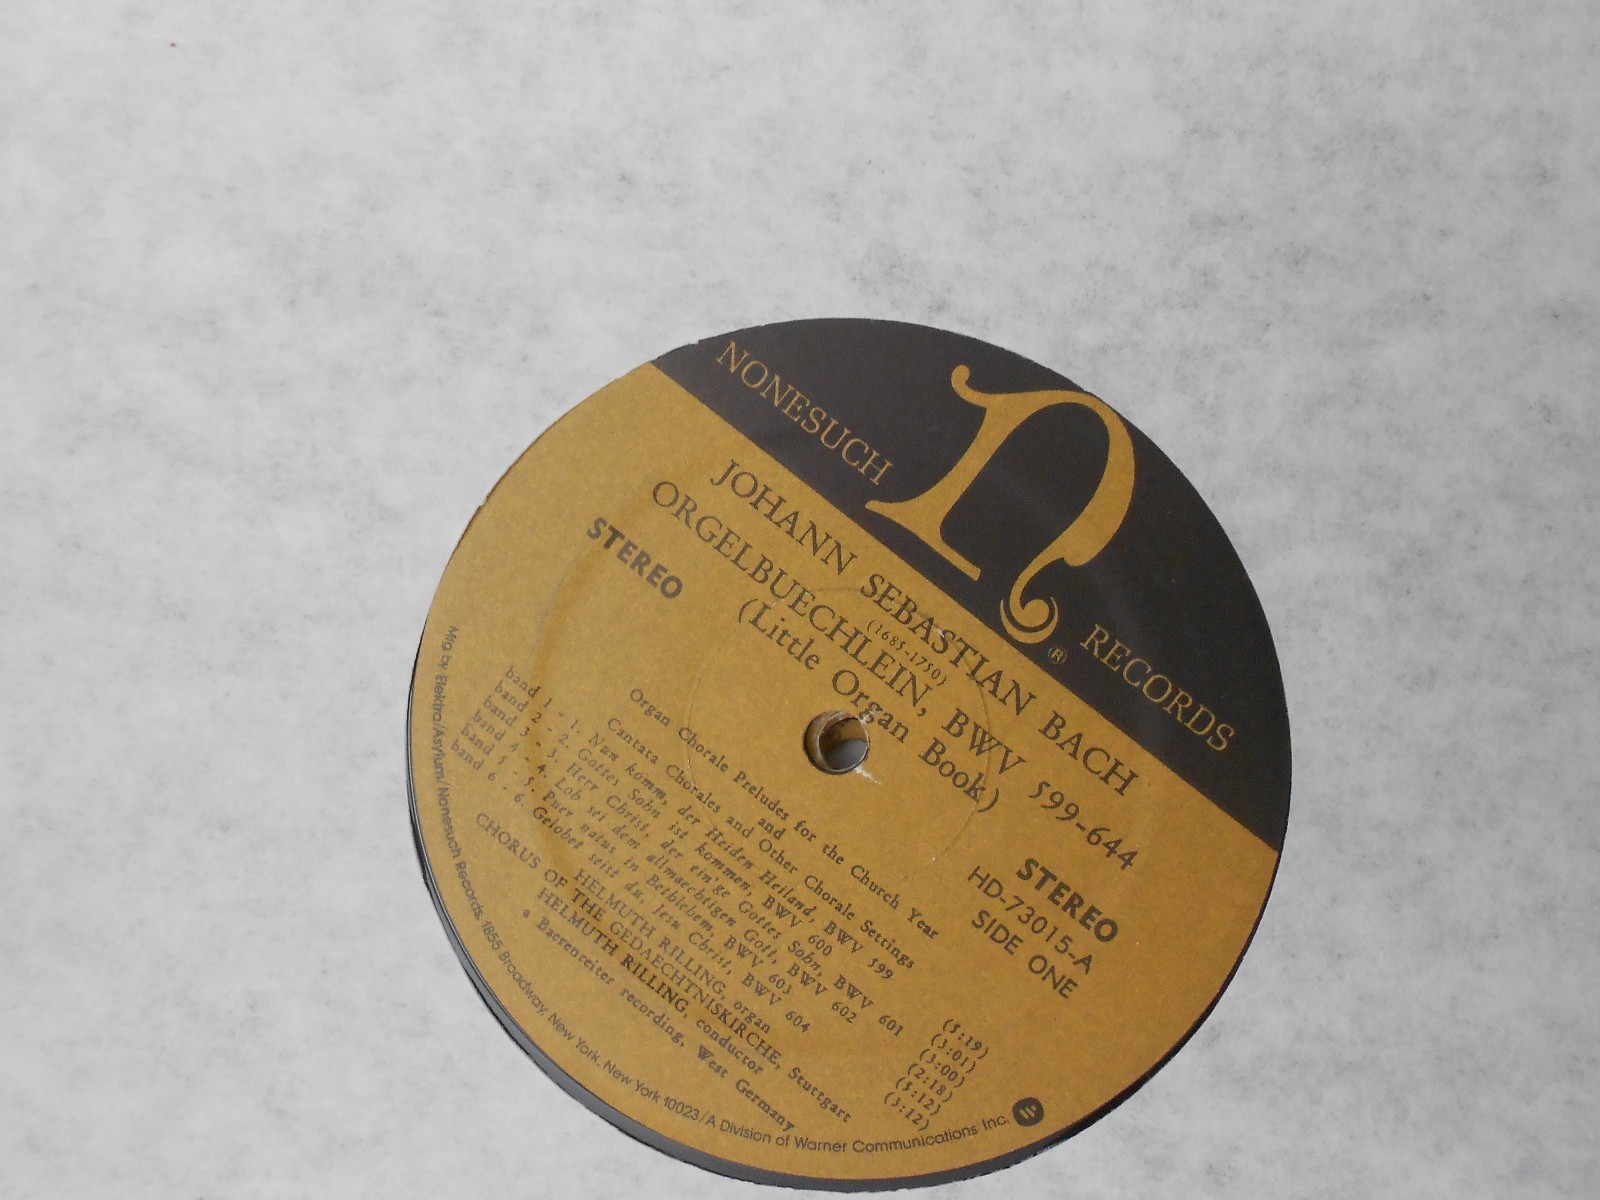 NONESUCH n® RECORDS
JOHANN SEBASTIAN BACH
(1685-1750)
ORGELBUECHLEIN, BWV 599-644
(Little Organ Book)
STEREO
STEREO
HD-73015-A
SIDE ONE
Organ Chorale Preludes for the Church Year
and
Cantata Chorales and Other Chorale Settings
band 1 - 1. Nun komm, der Heiden Heiland, BWV 599 (5:19)
band 2 - 2. Gottes Sohn ist kommen, BWV 600 (3:01)
band 3 - 3. Herr Christ, der ein'ge Gottes Sohn, BWV 601 (3:00)
band 4 - 4. Lob sei dem allmaechtigen Gott, BWV 602 (2:18)
band 5 - 5. Puer natus in Bethlehem, BWV 603 (5:12)
band 6 - 6. Gelobet seist du, Jesu Christ, BWV 604 (3:12)
HELMUTH RILLING, organ
CHORUS OF THE GEDAECHTNISKIRCHE, Stuttgart
HELMUTH RILLING, conductor
a Baerenreiter recording, West Germany
Mfg. by Elektra/Asylum/Nonesuch Records, 1855 Broadway, New York, New York 10023/A Division of Warner Communications Inc.